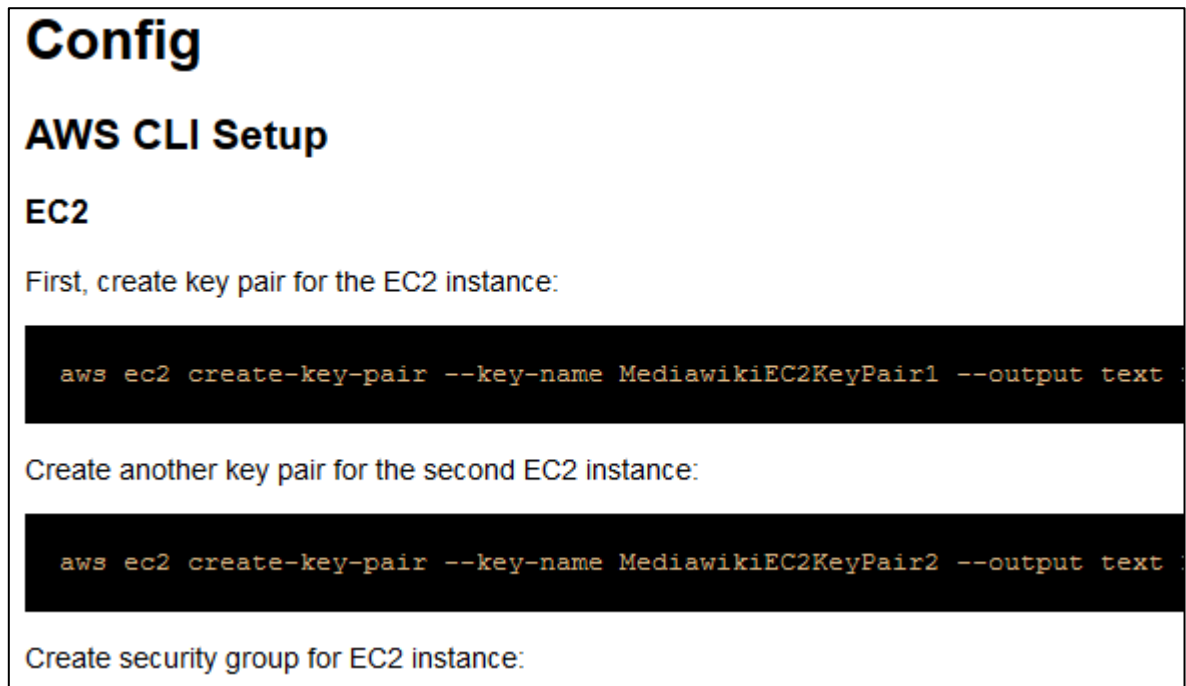 Config
AWS CLI Setup
EC2
First, create key pair for the EC2 instance:
aws ec2 create-key-pair --key-name MediawikiEC2KeyPair1 --output text
Create another key pair for the second EC2 instance:
aws ec2 create-key-pair --key-name MediawikiEC2KeyPair2 --output text
Create security group for EC2 instance: